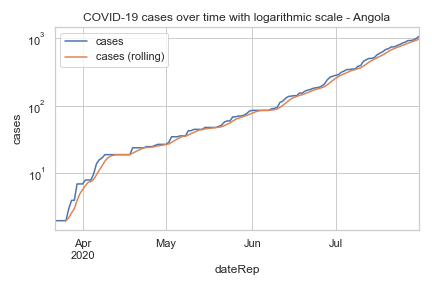 COVID-19 cases over time with logarithmic scale - Angola
cases
cases (rolling)
10³
10²
10¹
cases
Apr
2020
May
Jun
Jul
dateRep